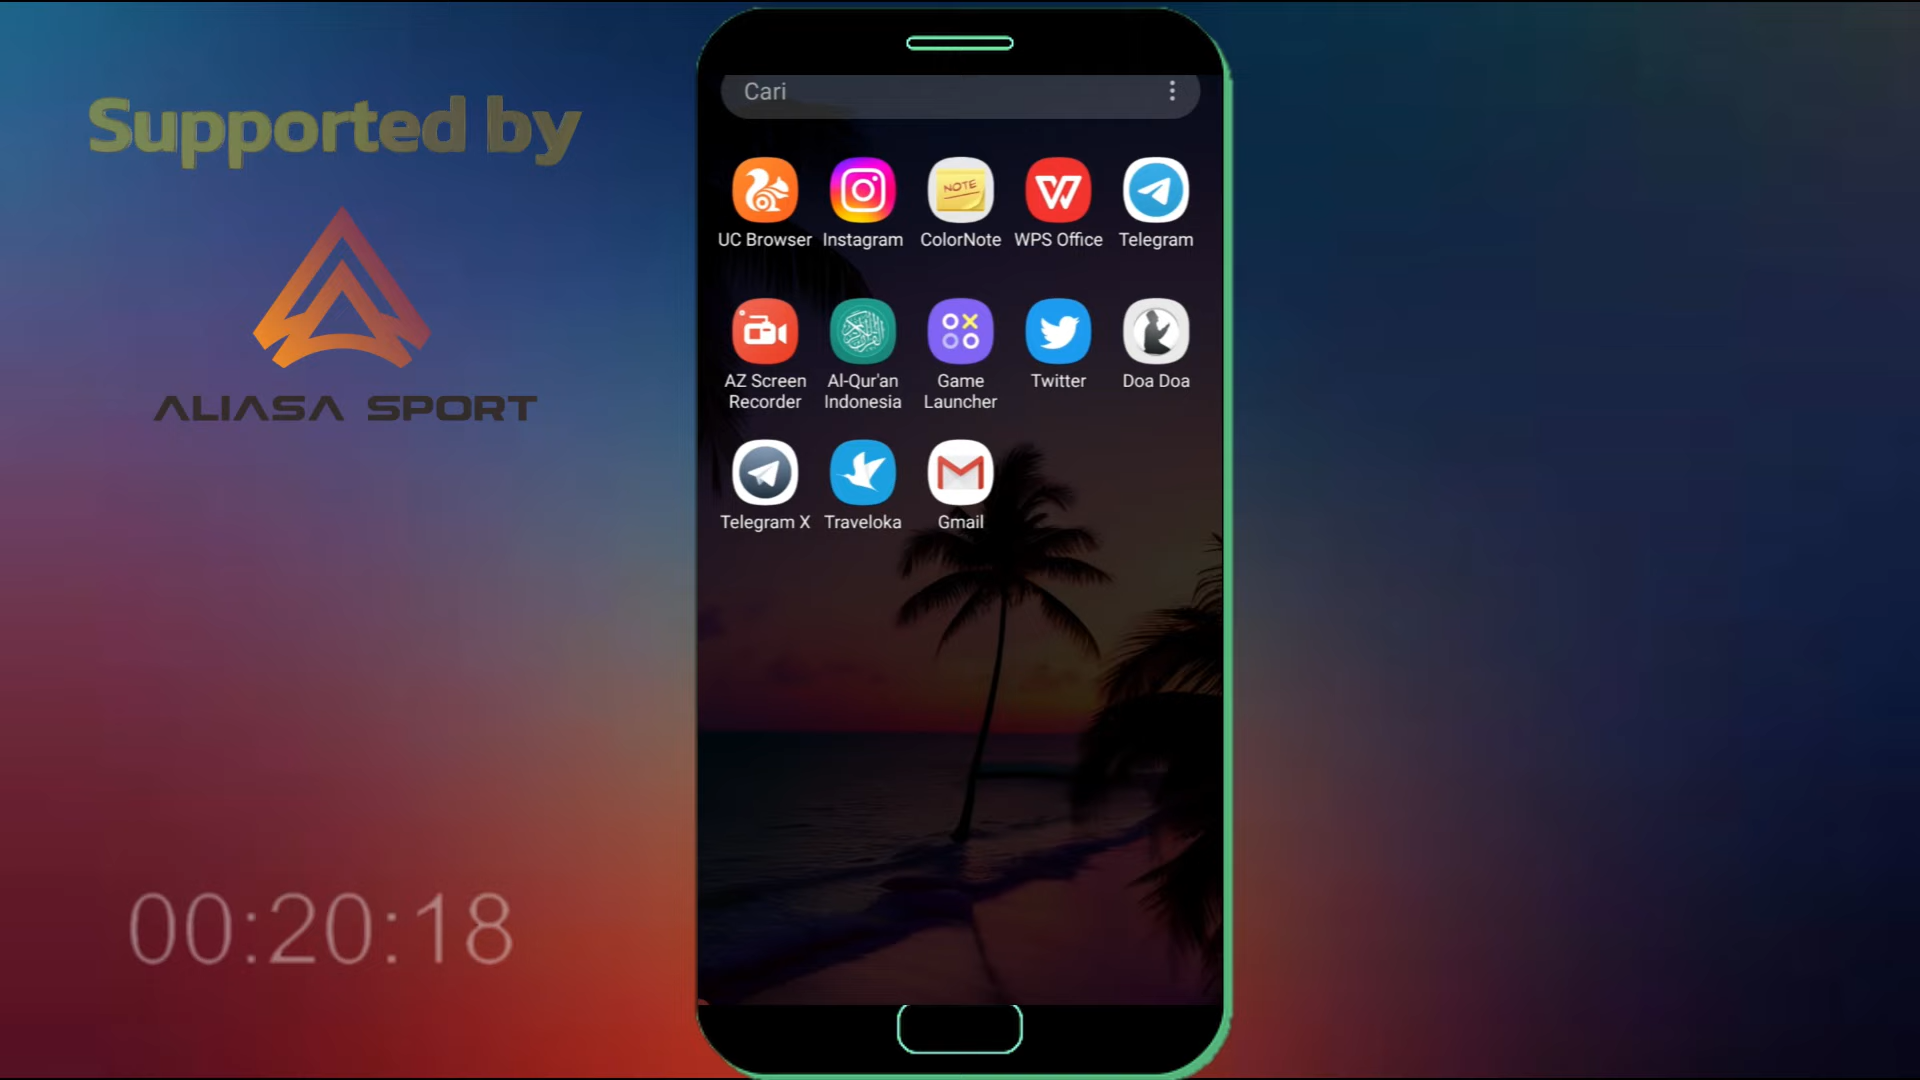 Supported by
ALIASA SPORT
00:20:18
Cari
UC Browser Instagram ColorNote WPS Office Telegram
NOTE
AZ Screen Recorder
Al-Qur'an Indonesia
Game Launcher
Twitter
Doa Doa
Telegram X Traveloka Gmail